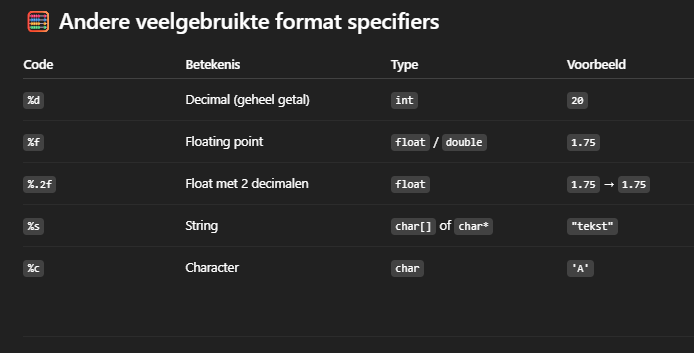 🧮 Andere veelgebruikte format specifiers
Code Betekenis Type Voorbeeld
%d Decimal (geheel getal) int 20
%f Floating point float / double 1.75
%.2f Float met 2 decimalen float 1.75 → 1.75
%s String char[] of char* "tekst"
%c Character char 'A'